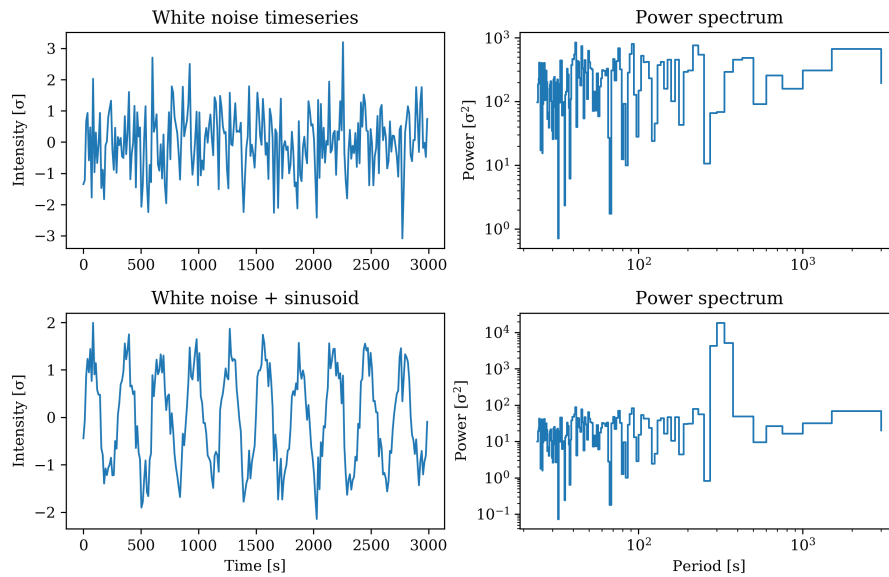 White noise timeseries
Intensity [σ]
3
2
1
0
−1
−2
−3
0 500 1000 1500 2000 2500 3000
Power spectrum
Power [σ²]
10³
10²
10¹
10⁰
10² 10³
White noise + sinusoid
Intensity [σ]
2
1
0
−1
−2
0 500 1000 1500 2000 2500 3000
Time [s]
Power spectrum
Power [σ²]
10⁴
10³
10²
10¹
10⁰
10⁻¹
10² 10³
Period [s]